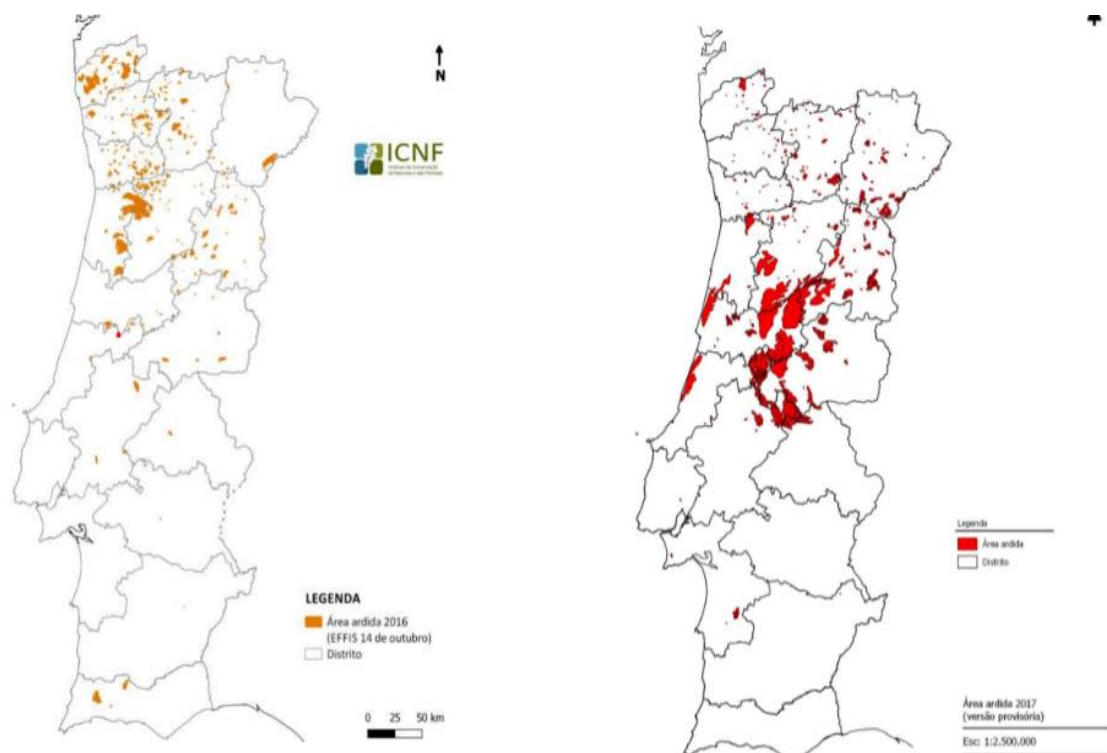 N
ICNF
LEGENDA
Área ardida 2016
(EFFIS 14 de outubro)
Distrito
0 25 50 km
Legenda
Área ardida
Distrito
Área ardida 2017
(versão provisória)
Esc: 1:2.500.000